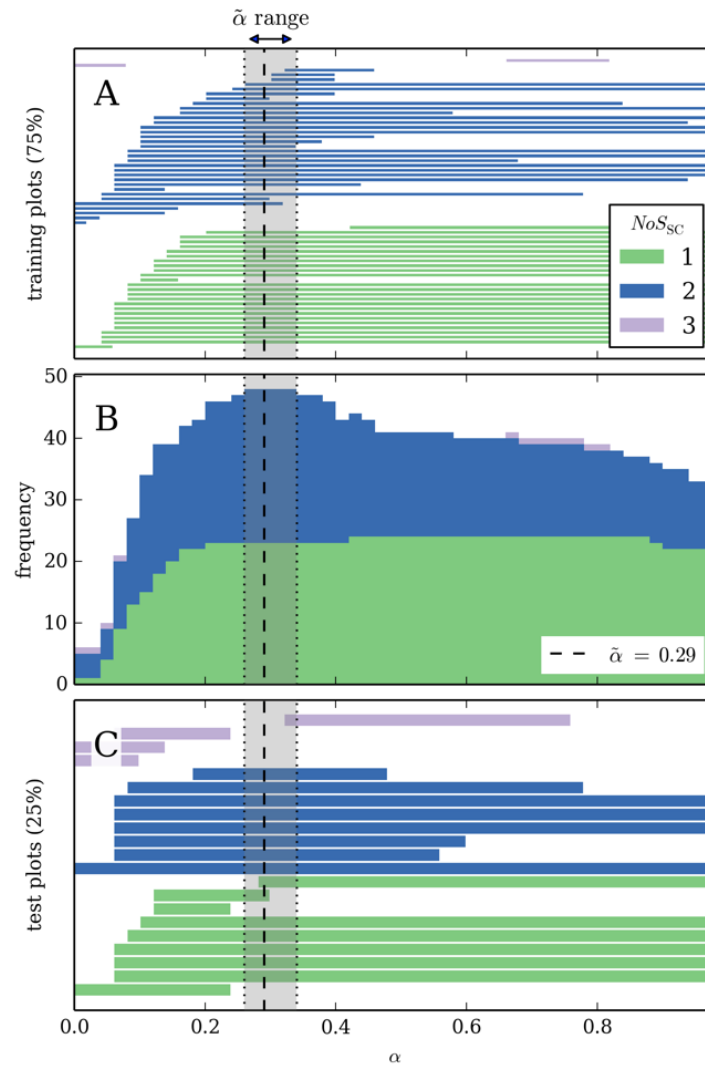 α̃ range
A
training plots (75%)
NoS_SC
1
2
3
B
50
40
30
20
10
0
frequency
α̃ = 0.29
C
test plots (25%)
0.0 0.2 0.4 0.6 0.8
α